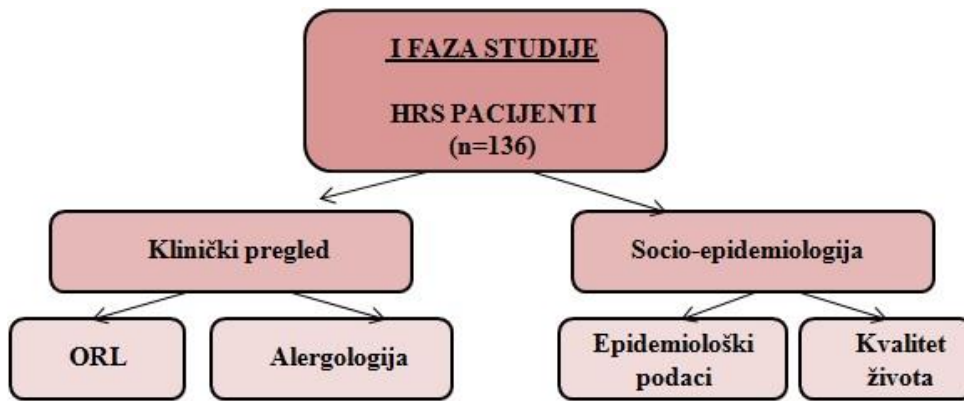 I FAZA STUDIJE
HRS PACIJENTI
(n=136)
Klinički pregled
Socio-epidemiologija
ORL
Alergologija
Epidemiološki
podaci
Kvalitet
života